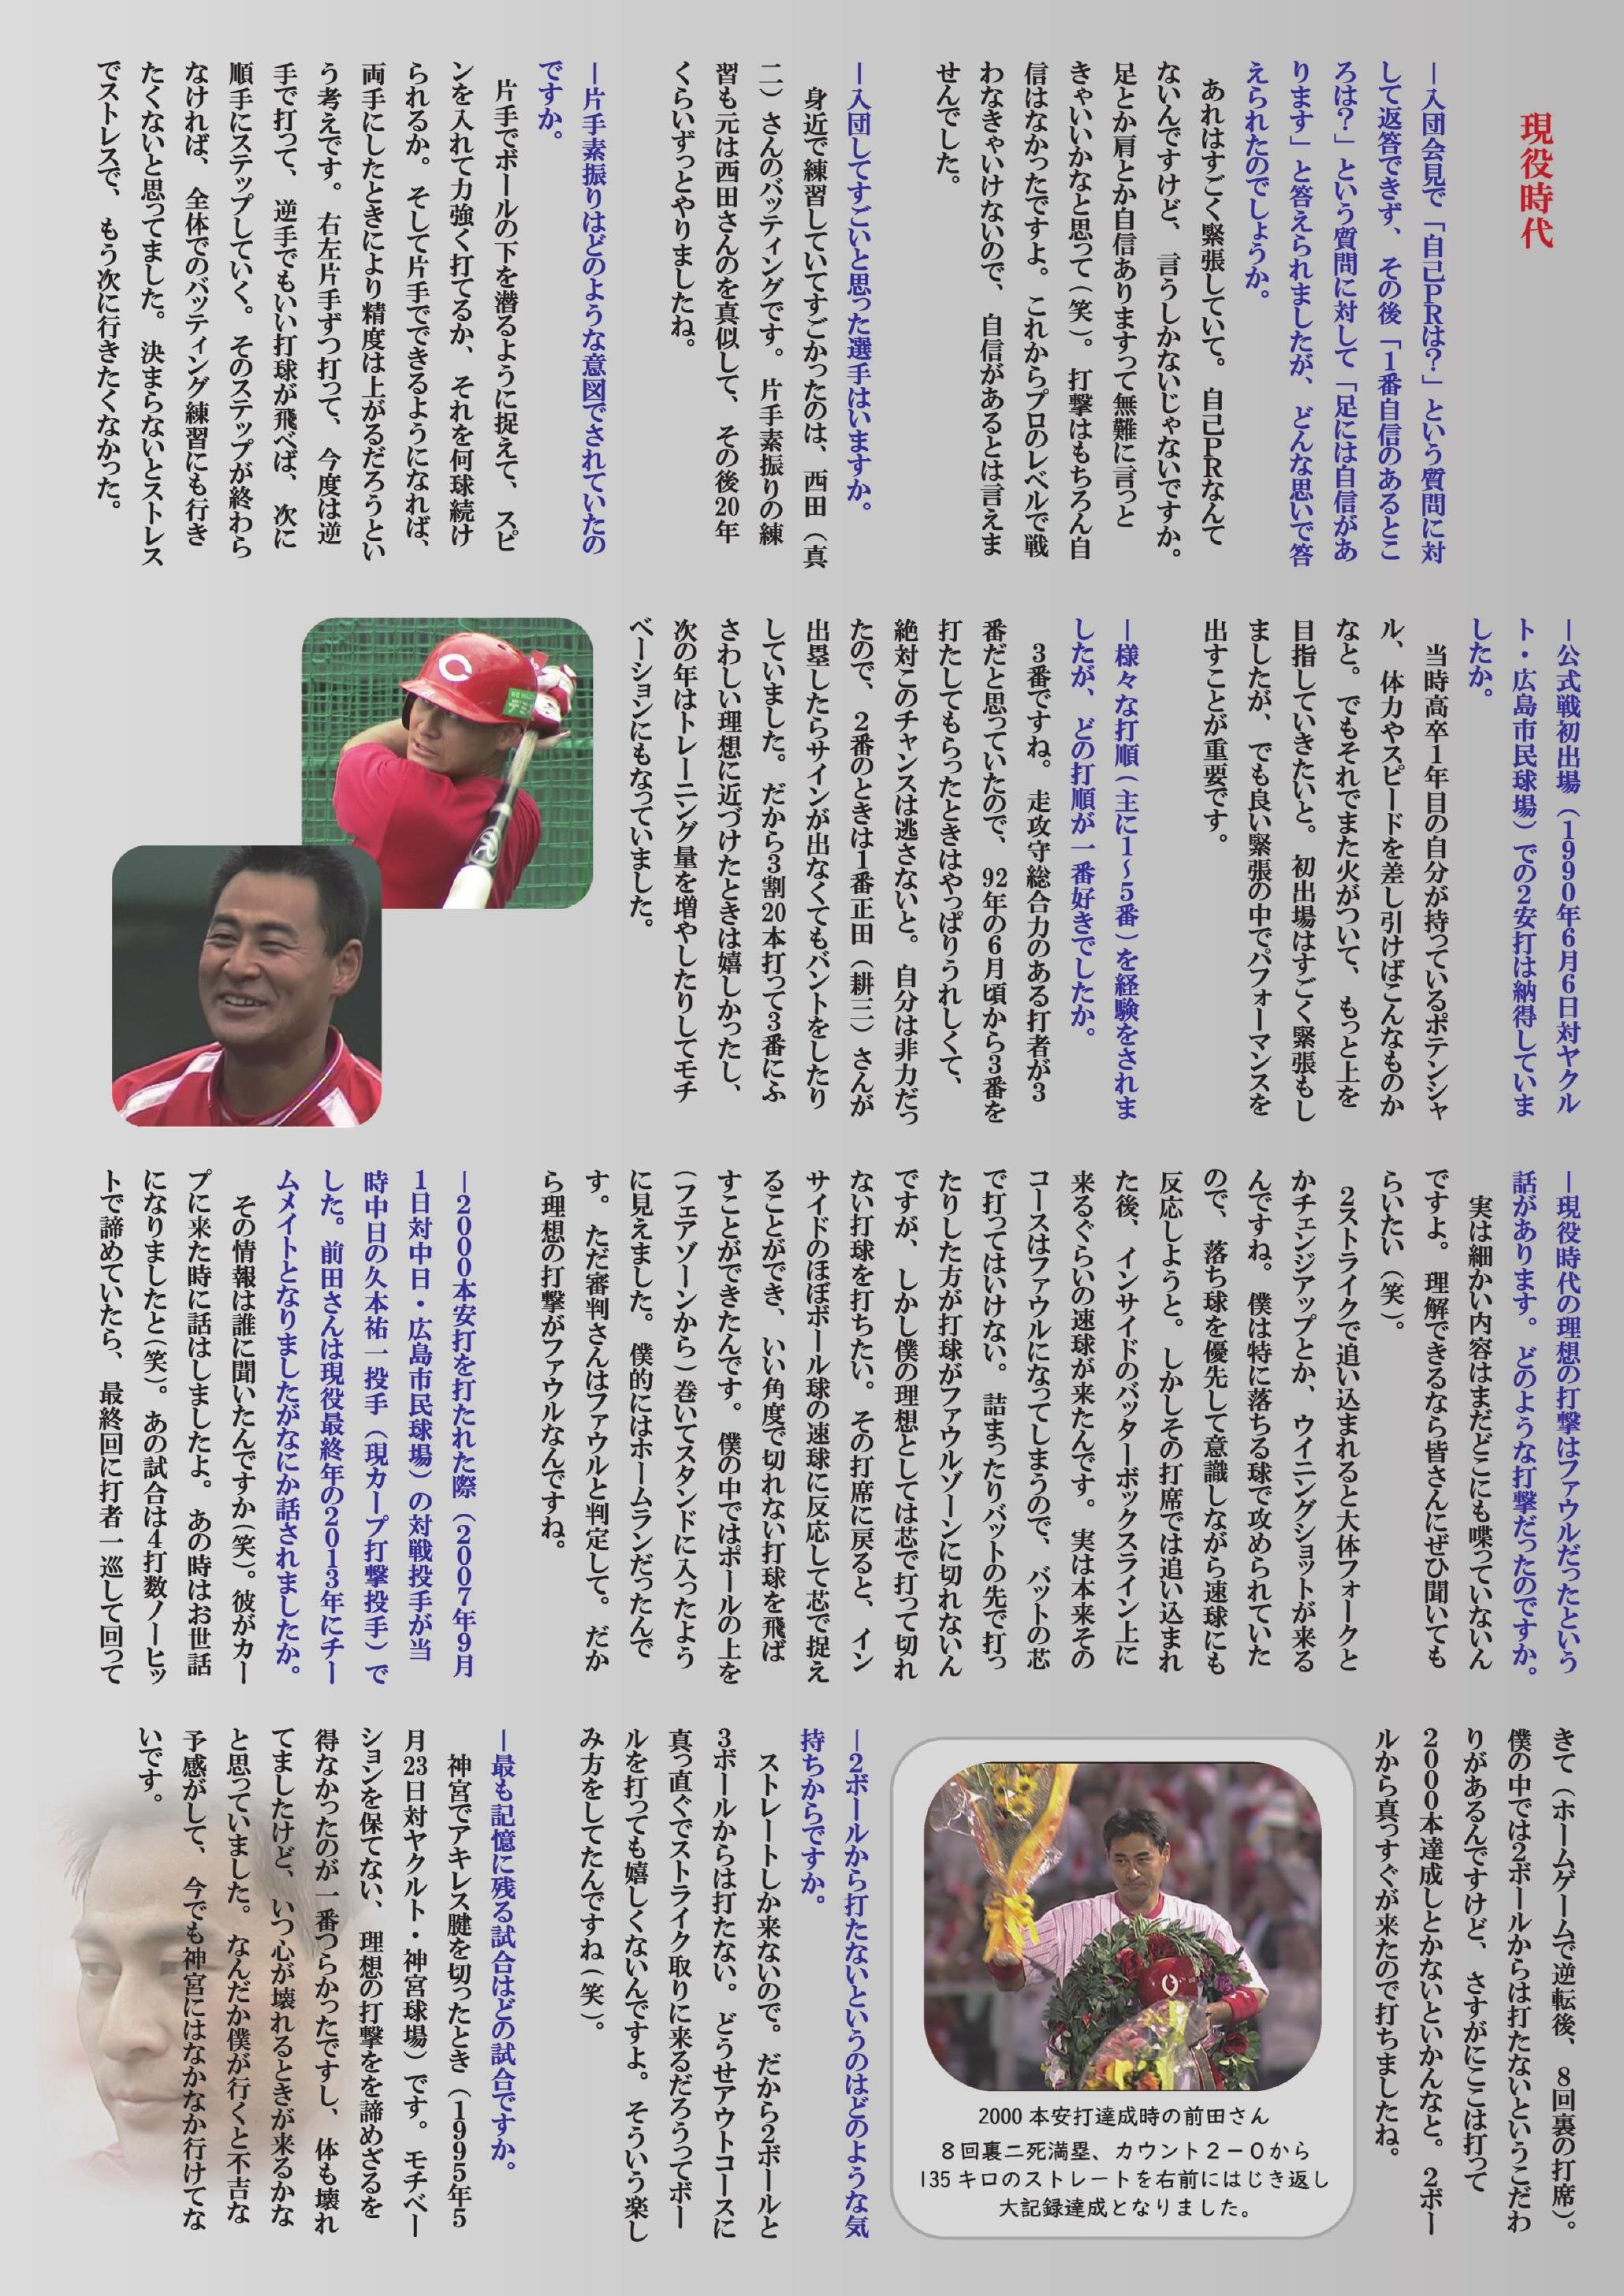 現役時代
―入団会見で「自己PRは？」という質問に対
して返答できず、その後「1番自信のあるとこ
ろは？」という質問に対して「足には自信があ
ります」と答えられましたが、どんな思いで答
えられたのでしょうか。
あれはすごく緊張していて。自己PRなんて
ないんですけど、言うしかないじゃないですか。
足とか肩とか自信ありますって無難に言っと
きゃいいかなと思って（笑）。打撃はもちろん自
信はなかったですよ。これからプロのレベルで戦
わなきゃいけないので、自信があるとは言えま
せんでした。
―入団してすごいと思った選手はいますか。
身近で練習していてすごかったのは、西田（真
二）さんのバッティングです。片手素振りの練
習も元は西田さんのを真似して、その後20年
くらいずっとやりましたね。
―片手素振りはどのような意図でされていたの
ですか。
片手でボールの下を潜るように捉えて、スピ
ンを入れて力強く打てるか、それを何球続け
られるか。そして片手でできるようになれば、
両手にしたときにより精度は上がるだろうとい
う考えです。右左片手ずつ打って、今度は逆
手で打って、逆手でもいい打球が飛べば、次に
順手にステップしていく。そのステップが終わら
なければ、全体でのバッティング練習にも行き
たくないと思ってました。決まらないとストレス
でストレスで、もう次に行きたくなかった。
―公式戦初出場（1990年6月6日対ヤクル
ト・広島市民球場）での2安打は納得していま
したか。
当時高卒1年目の自分が持っているポテンシャ
ル、体力やスピードを差し引けばこんなものか
なと。でもそれでまた火がついて、もっと上を
目指していきたいと。初出場はすごく緊張もし
ましたが、でも良い緊張の中でパフォーマンスを
出すことが重要です。
―様々な打順（主に1～5番）を経験をされま
したが、どの打順が一番好きでしたか。
3番ですね。走攻守総合力のある打者が3
番だと思っていたので、92年の6月頃から3番を
打たしてもらったときはやっぱりうれしくて、
絶対このチャンスは逃さないと。自分は非力だっ
たので、2番のときは1番正田（耕三）さんが
出塁したらサインが出なくてもバントをしたり
していました。だから3割20本打って3番にふ
さわしい理想に近づけたときは嬉しかったし、
次の年はトレーニング量を増やしたりしてモチ
ベーションにもなっていました。
―現役時代の理想の打撃はファウルだったという
話があります。どのような打撃だったのですか。
実は細かい内容はまだどこにも喋っていないん
ですよ。理解できるなら皆さんにぜひ聞いても
らいたい（笑）。
2ストライクで追い込まれると大体フォークと
かチェンジアップとか、ウイニングショットが来る
んですね。僕は特に落ちる球で攻められていた
ので、落ち球を優先して意識しながら速球にも
反応しようと。しかしその打席では追い込まれ
た後、インサイドのバッターボックスライン上に
来るぐらいの速球が来たんです。実は本来その
コースはファウルになってしまうので、バットの芯
で打ってはいけない。詰まったりバットの先で打っ
たりした方が打球がファウルゾーンに切れないん
ですが、しかし僕の理想としては芯で打って切れ
ない打球を打ちたい。その打席に戻ると、イン
サイドのほぼボール球の速球に反応して芯で捉え
ることができ、いい角度で切れない打球を飛ば
すことができたんです。僕の中ではポールの上を
（フェアゾーンから）巻いてスタンドに入ったよう
に見えました。僕的にはホームランだったんで
す。ただ審判さんはファウルと判定して。だか
ら理想の打撃がファウルなんですね。
―2000本安打を打たれた際（2007年9月
1日対中日・広島市民球場）の対戦投手が当
時中日の久本祐一投手（現カープ打撃投手）で
した。前田さんは現役最終年の2013年にチー
ムメイトとなりましたがなにか話されましたか。
その情報は誰に聞いたんですか（笑）。彼がカー
プに来た時に話はしましたよ。あの時はお世話
になりましたと（笑）。あの試合は4打数ノーヒッ
トで諦めていたら、最終回に打者一巡して回って
きて（ホームゲームで逆転後、8回裏の打席）。
僕の中では2ボールからは打たないというこだわ
りがあるんですけど、さすがにここは打って
2000本達成しとかないといかんなと。2ボー
ルから真っすぐが来たので打ちましたね。
2000本安打達成時の前田さん
8回裏二死満塁、カウント2－0から
135キロのストレートを右前にはじき返し
大記録達成となりました。
―2ボールから打たないというのはどのような気
持ちからですか。
ストレートしか来ないので。だから2ボールと
3ボールからは打たない。どうせアウトコースに
真っ直ぐでストライク取りに来るだろうってボー
ルを打っても嬉しくないんですよ。そういう楽し
み方をしてたんですね（笑）。
―最も記憶に残る試合はどの試合ですか。
神宮でアキレス腱を切ったとき（1995年5
月23日対ヤクルト・神宮球場）です。モチベー
ションを保てない、理想の打撃をを諦めざるを
得なかったのが一番つらかったですし、体も壊れ
てましたけど、いつ心が壊れるときが来るかな
と思っていました。なんだか僕が行くと不吉な
予感がして、今でも神宮にはなかなか行けてな
いです。